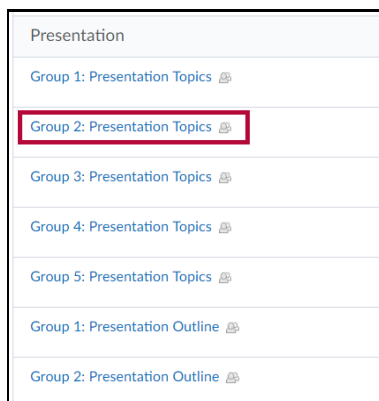 Presentation
Group 1: Presentation Topics
Group 2: Presentation Topics
Group 3: Presentation Topics
Group 4: Presentation Topics
Group 5: Presentation Topics
Group 1: Presentation Outline
Group 2: Presentation Outline